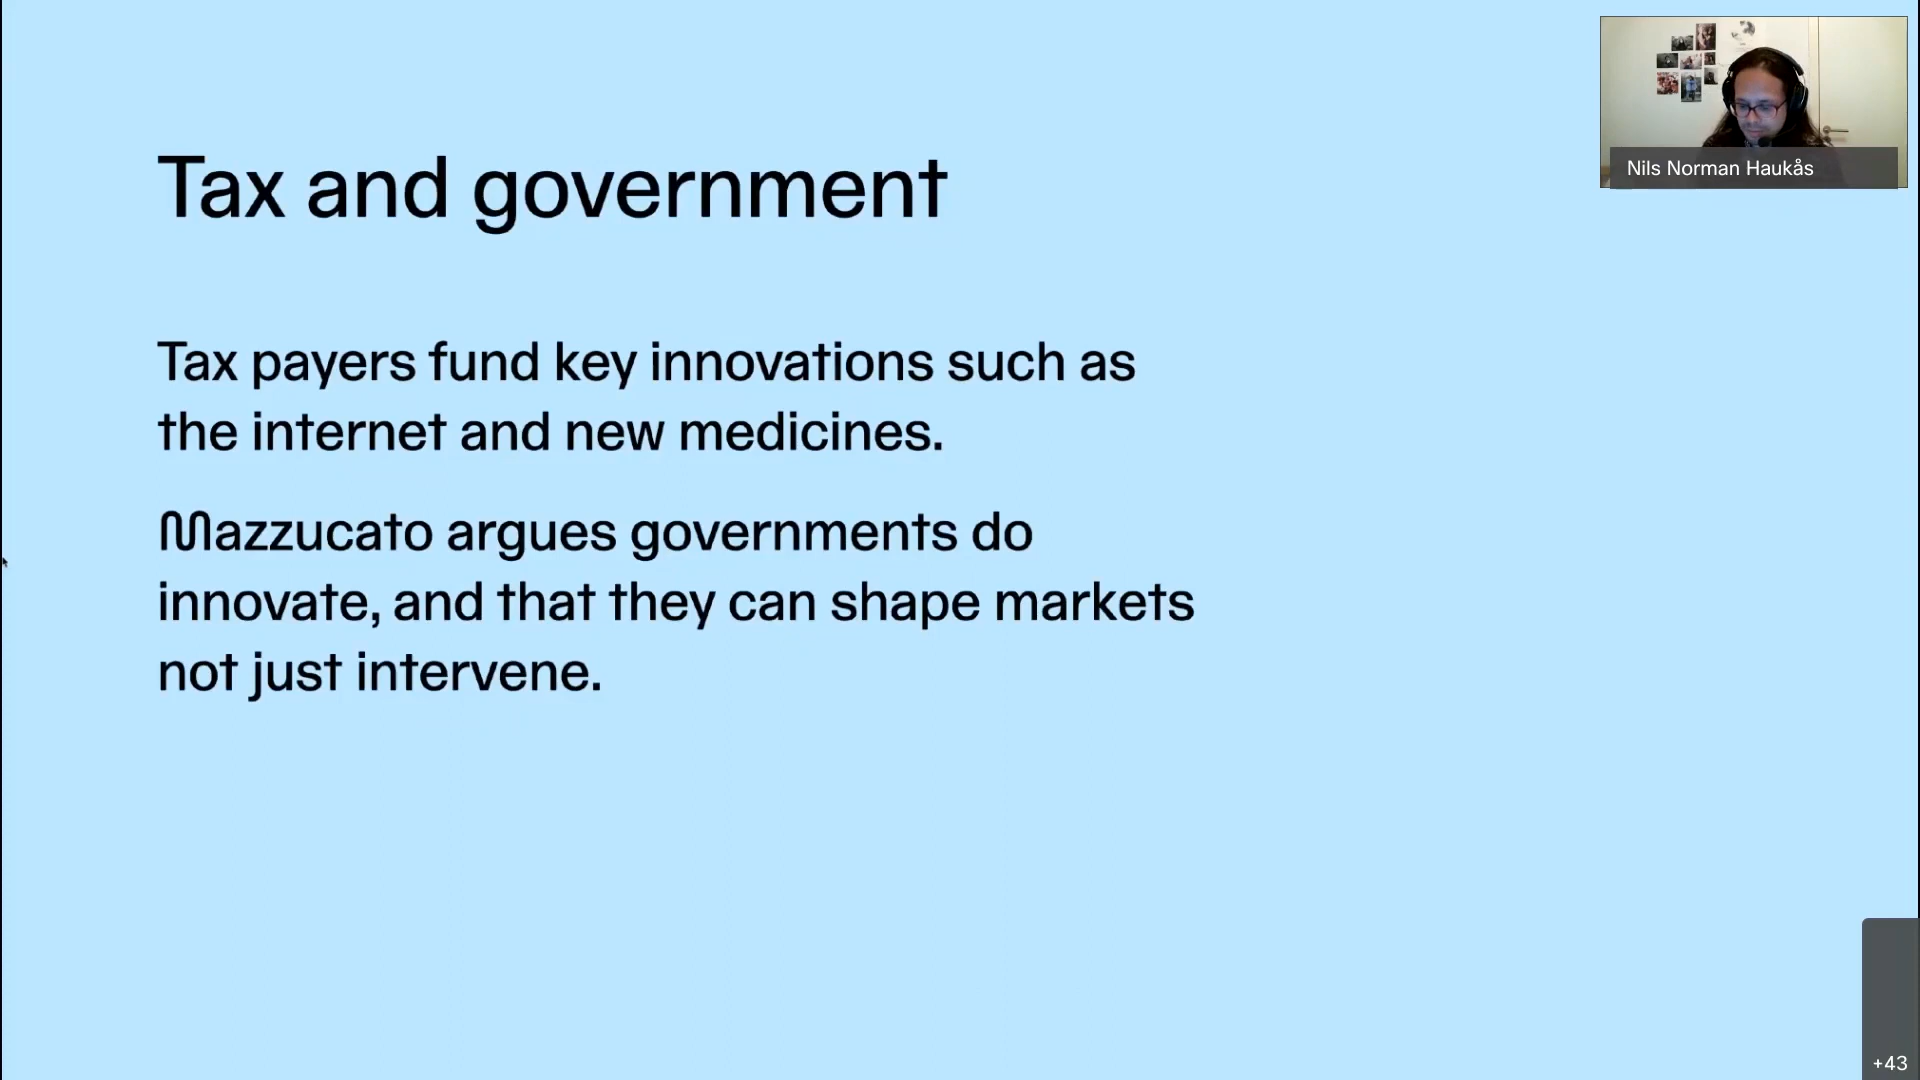 Tax and government
Tax payers fund key innovations such as
the internet and new medicines.
Mazzucato argues governments do
innovate, and that they can shape markets
not just intervene.
Nils Norman Haukås
+43